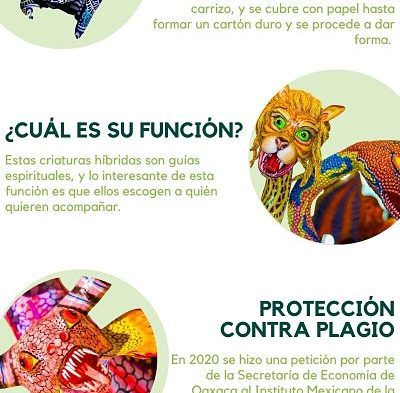 carrizo, y se cubre con papel hasta
formar un cartón duro y se procede a dar
forma.
¿CUÁL ES SU FUNCIÓN?
Estas criaturas híbridas son guías
espirituales, y lo interesante de esta
función es que ellos escogen a quién
quieren acompañar.
PROTECCIÓN
CONTRA PLAGIO
En 2020 se hizo una petición por parte
de la Secretaría de Economía de
Oaxaca al Instituto Mexicano de la